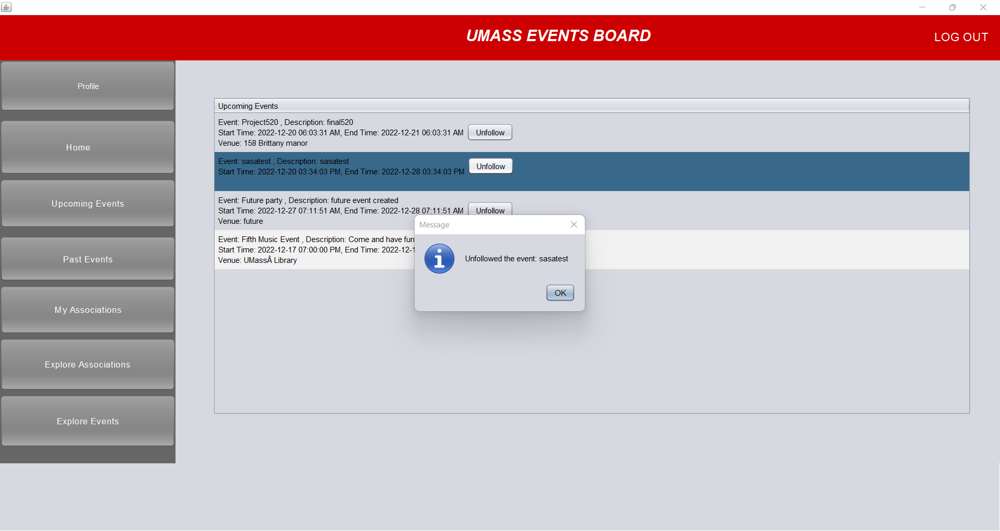 UMASS EVENTS BOARD
LOG OUT
Profile
Home
Upcoming Events
Past Events
My Associations
Explore Associations
Explore Events
Upcoming Events
Event: Project520 , Description: final520
Start Time: 2022-12-20 06:03:31 AM, End Time: 2022-12-21 06:03:31 AM
Venue: 158 Brittany manor
Unfollow
Event: sasatest , Description: sasatest
Start Time: 2022-12-20 03:34:03 PM, End Time: 2022-12-28 03:34:03 PM
Unfollow
Event: Future party , Description: future event created
Start Time: 2022-12-27 07:11:51 AM, End Time: 2022-12-28 07:11:51 AM
Venue: future
Unfollow
Event: Fifth Music Event , Description: Come and have fun
Start Time: 2022-12-17 07:00:00 PM, End Time: 2022-12-1
Venue: UMassÂ Library
Message
Unfollowed the event: sasatest
OK